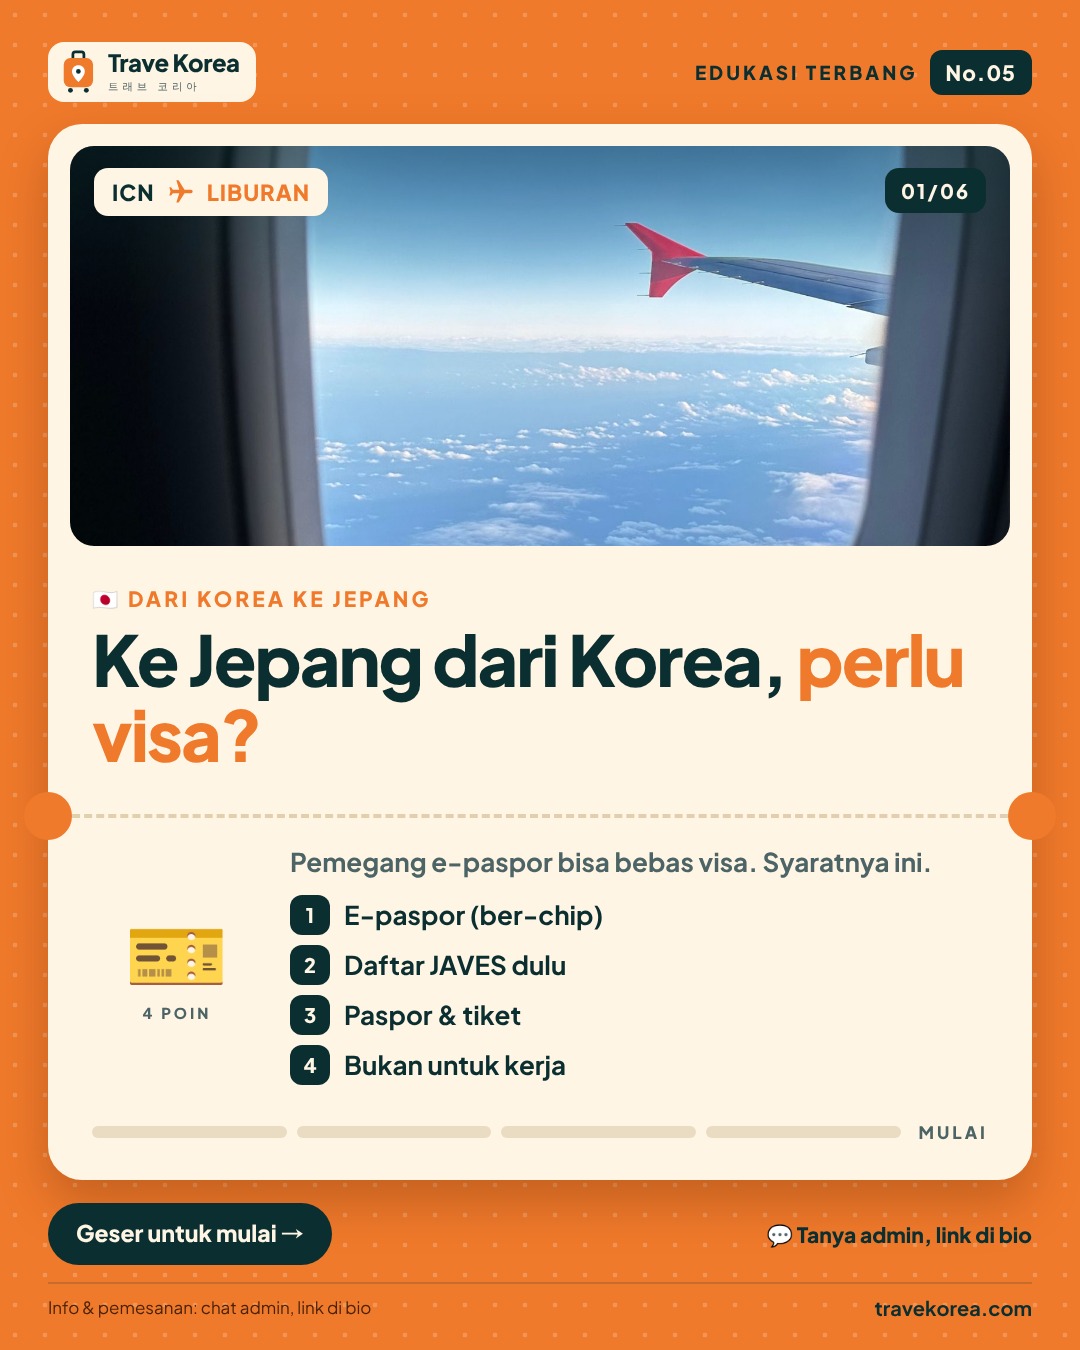 Trave Korea
트래브 코리아
EDUKASI TERBANG
No.05
ICN ✈ LIBURAN
01/06
DARI KOREA KE JEPANG
Ke Jepang dari Korea, perlu
visa?
Pemegang e-paspor bisa bebas visa. Syaratnya ini.
1 E-paspor (ber-chip)
2 Daftar JAVES dulu
3 Paspor & tiket
4 Bukan untuk kerja
4 POIN
MULAI
Geser untuk mulai →
💬 Tanya admin, link di bio
Info & pemesanan: chat admin, link di bio
travekorea.com